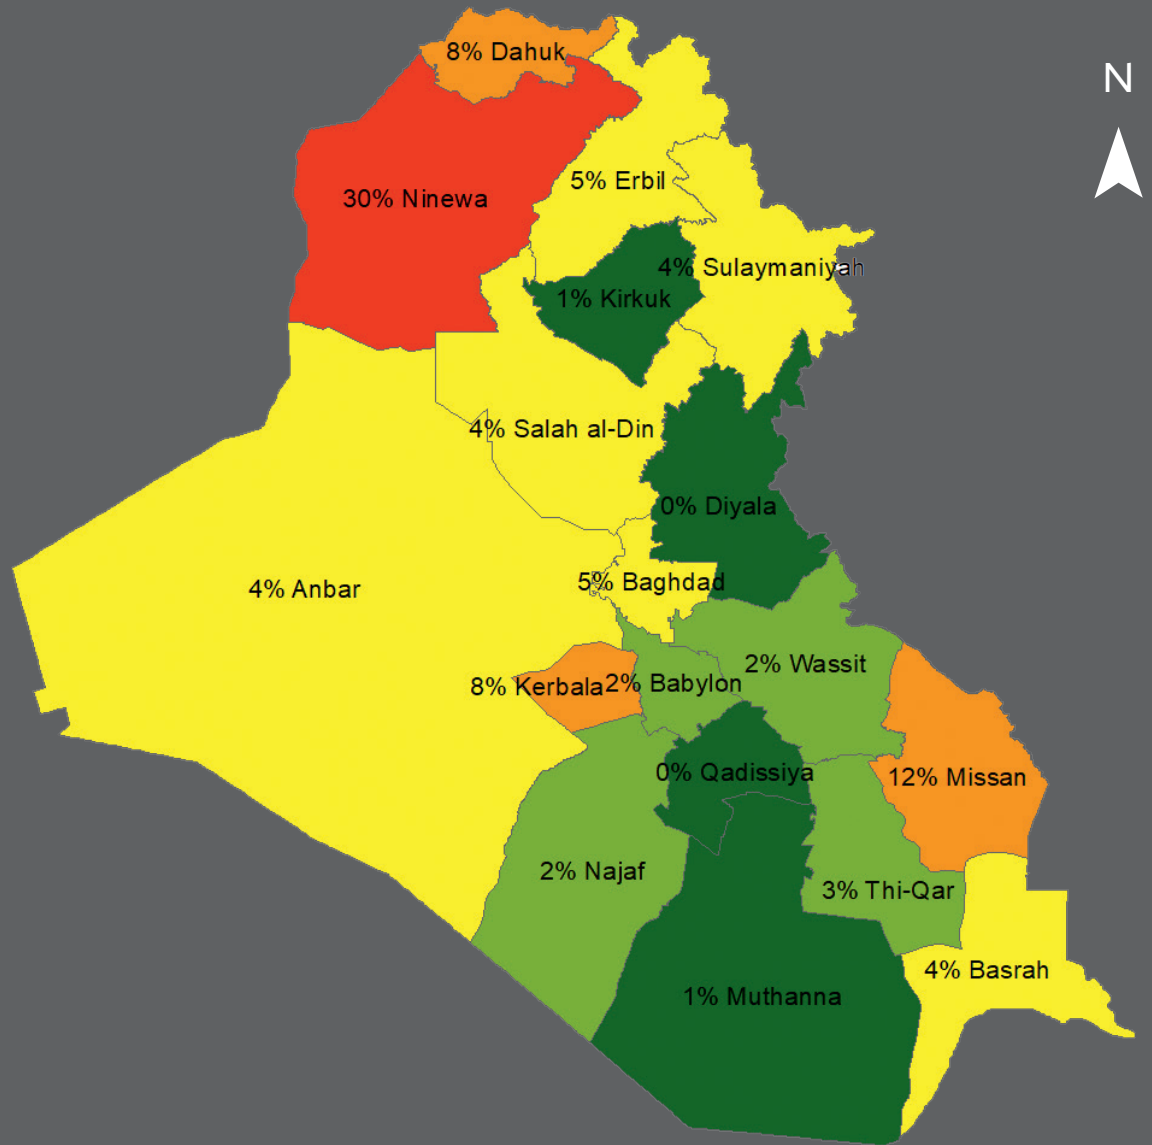 8% Dahuk
N
5% Erbil
30% Ninewa
4% Sulaymaniyah
1% Kirkuk
4% Salah al-Din
0% Diyala
5% Baghdad
4% Anbar
2% Wassit
8% Kerbala
2% Babylon
0% Qadissiya
12% Missan
2% Najaf
3% Thi-Qar
4% Basrah
1% Muthanna